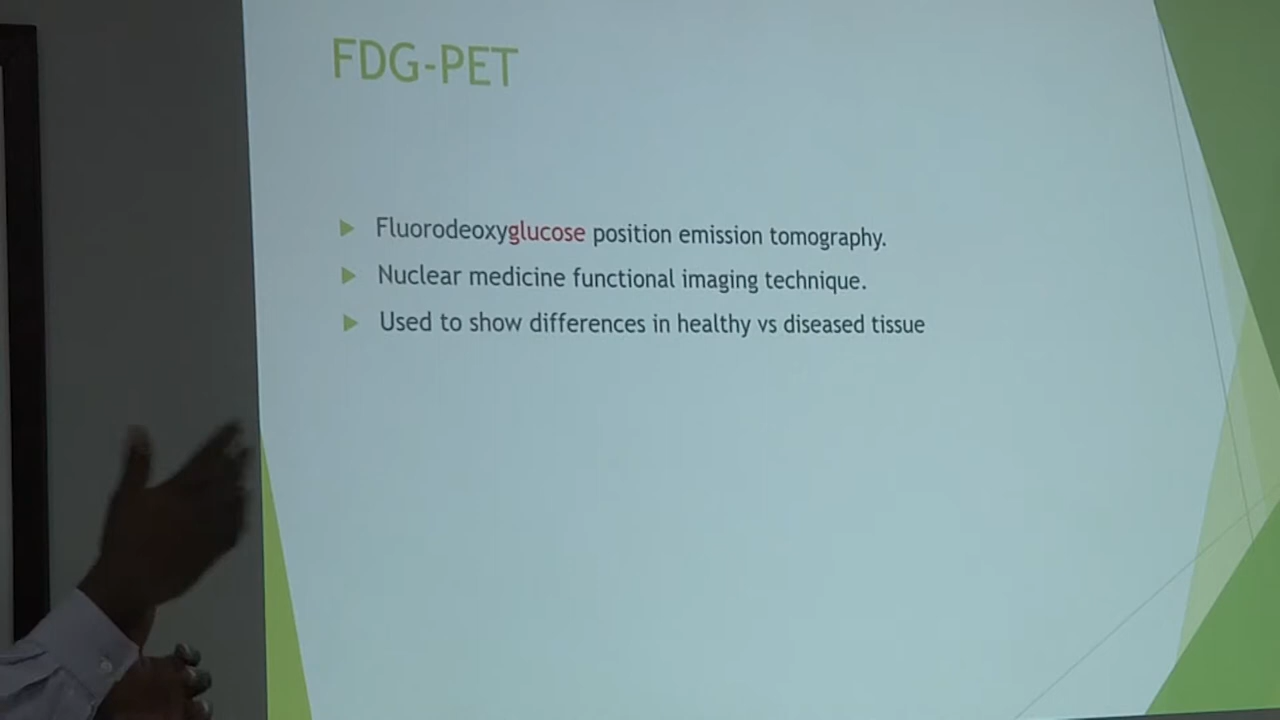 FDG-PET
Fluorodeoxyglucose position emission tomography.
Nuclear medicine functional imaging technique.
Used to show differences in healthy vs diseased tissue